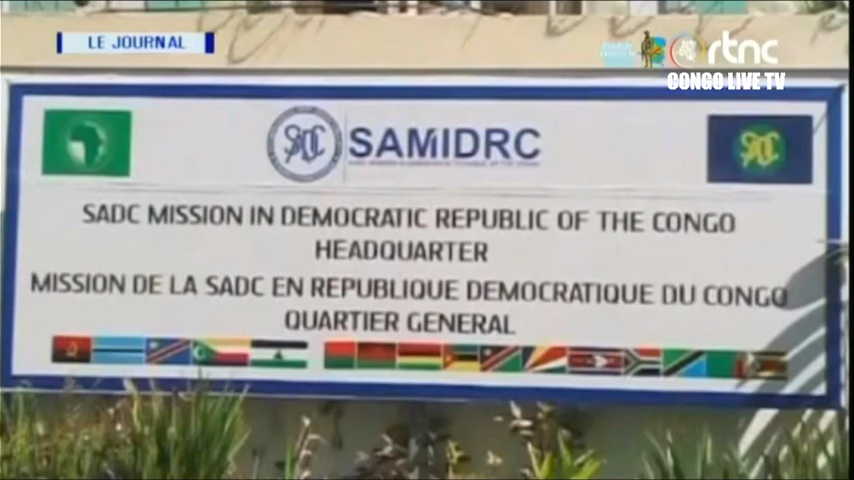 LE JOURNAL
rtnc
CONGO LIVE TV
SADC
SAMIDRC
SADC
SADC MISSION IN DEMOCRATIC REPUBLIC OF THE CONGO
HEADQUARTER
MISSION DE LA SADC EN REPUBLIQUE DEMOCRATIQUE DU CONGO
QUARTIER GENERAL